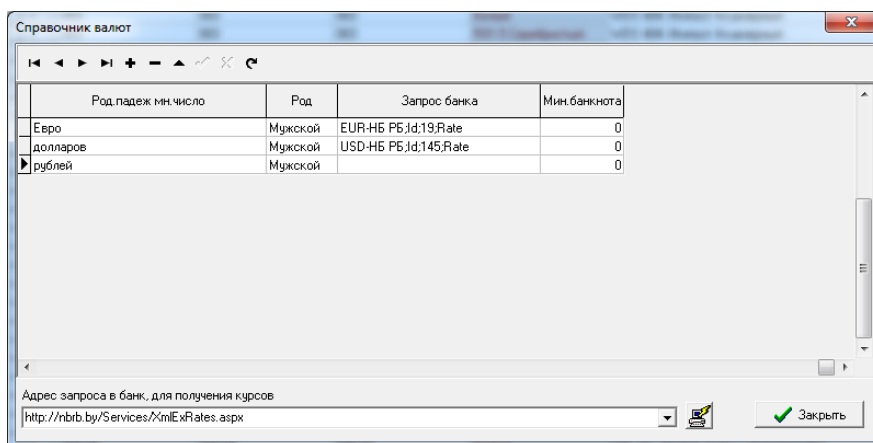 Справочник валют
Род.падеж мн.число Род Запрос банка Мин.банкнота
Евро Мужской EUR-НБ РБ;Id;19;Rate 0
долларов Мужской USD-НБ РБ;Id;145;Rate 0
рублей Мужской 0
Адрес запроса в банк, для получения курсов
http://nbrb.by/Services/XmlExRates.aspx
Закрыть